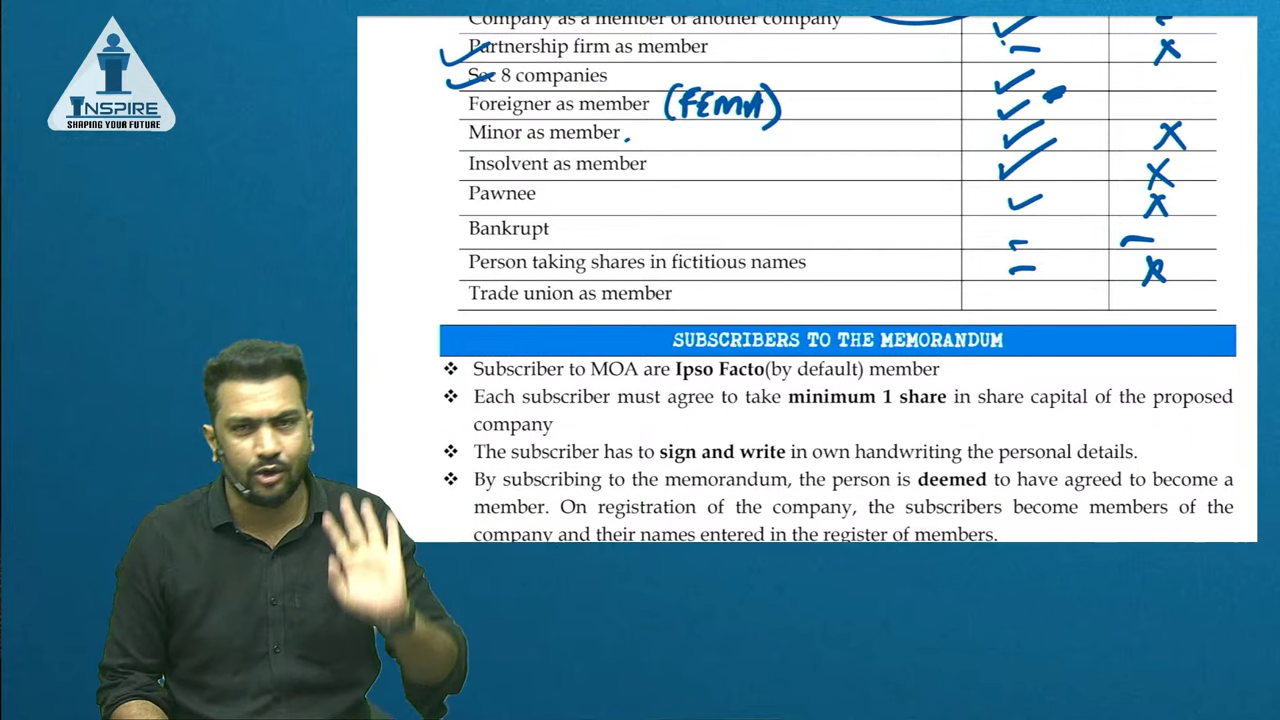 INSPIRE
SHAPING YOUR FUTURE
Company as a member of another company
Partnership firm as member
Sec 8 companies
Foreigner as member (FEMA)
Minor as member
Insolvent as member
Pawnee
Bankrupt
Person taking shares in fictitious names
Trade union as member
SUBSCRIBERS TO THE MEMORANDUM
❖ Subscriber to MOA are Ipso Facto(by default) member
❖ Each subscriber must agree to take minimum 1 share in share capital of the proposed
company
❖ The subscriber has to sign and write in own handwriting the personal details.
❖ By subscribing to the memorandum, the person is deemed to have agreed to become a
member. On registration of the company, the subscribers become members of the
company and their names entered in the register of members.